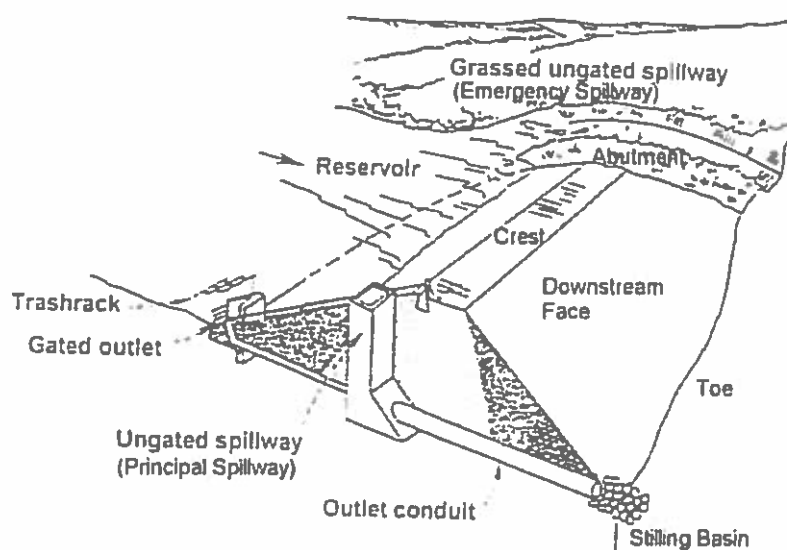 Grassed ungated spillway
(Emergency Spillway)
Abutment
Reservoir
Crest
Trashrack
Downstream
Face
Gated outlet
Toe
Ungated spillway
(Principal Spillway)
Outlet conduit
Stilling Basin